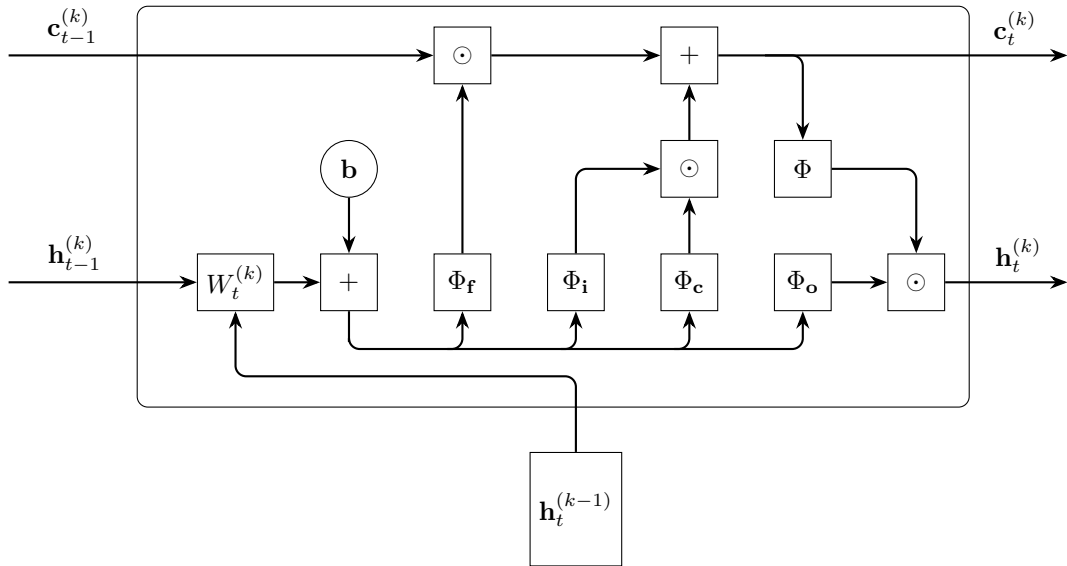 𝐜_{t−1}^{(k)} ⊙ + 𝐜_t^{(k)}
𝐛 ⊙ Φ
𝐡_{t−1}^{(k)} W_t^{(k)} + Φ_𝐟 Φ_𝐢 Φ_𝐜 Φ_𝐨 ⊙ 𝐡_t^{(k)}
𝐡_t^{(k−1)}